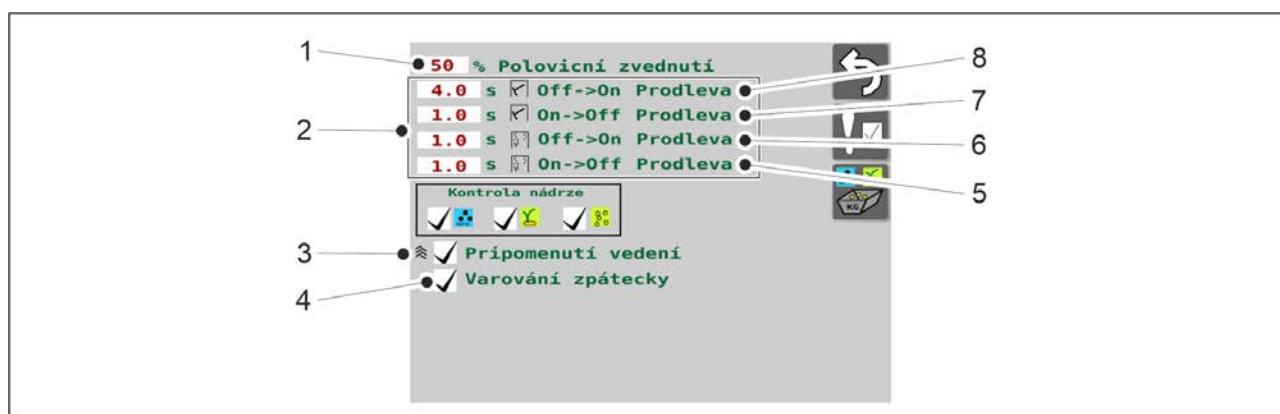 1
50 % Polovicní zvednutí
8
4.0 s Off->On Prodleva
7
1.0 s On->Off Prodleva
2
1.0 s Off->On Prodleva
6
1.0 s On->Off Prodleva
5
Kontrola nádrze
KG
3
Pripomenutí vedení
4
Varování zpátecky